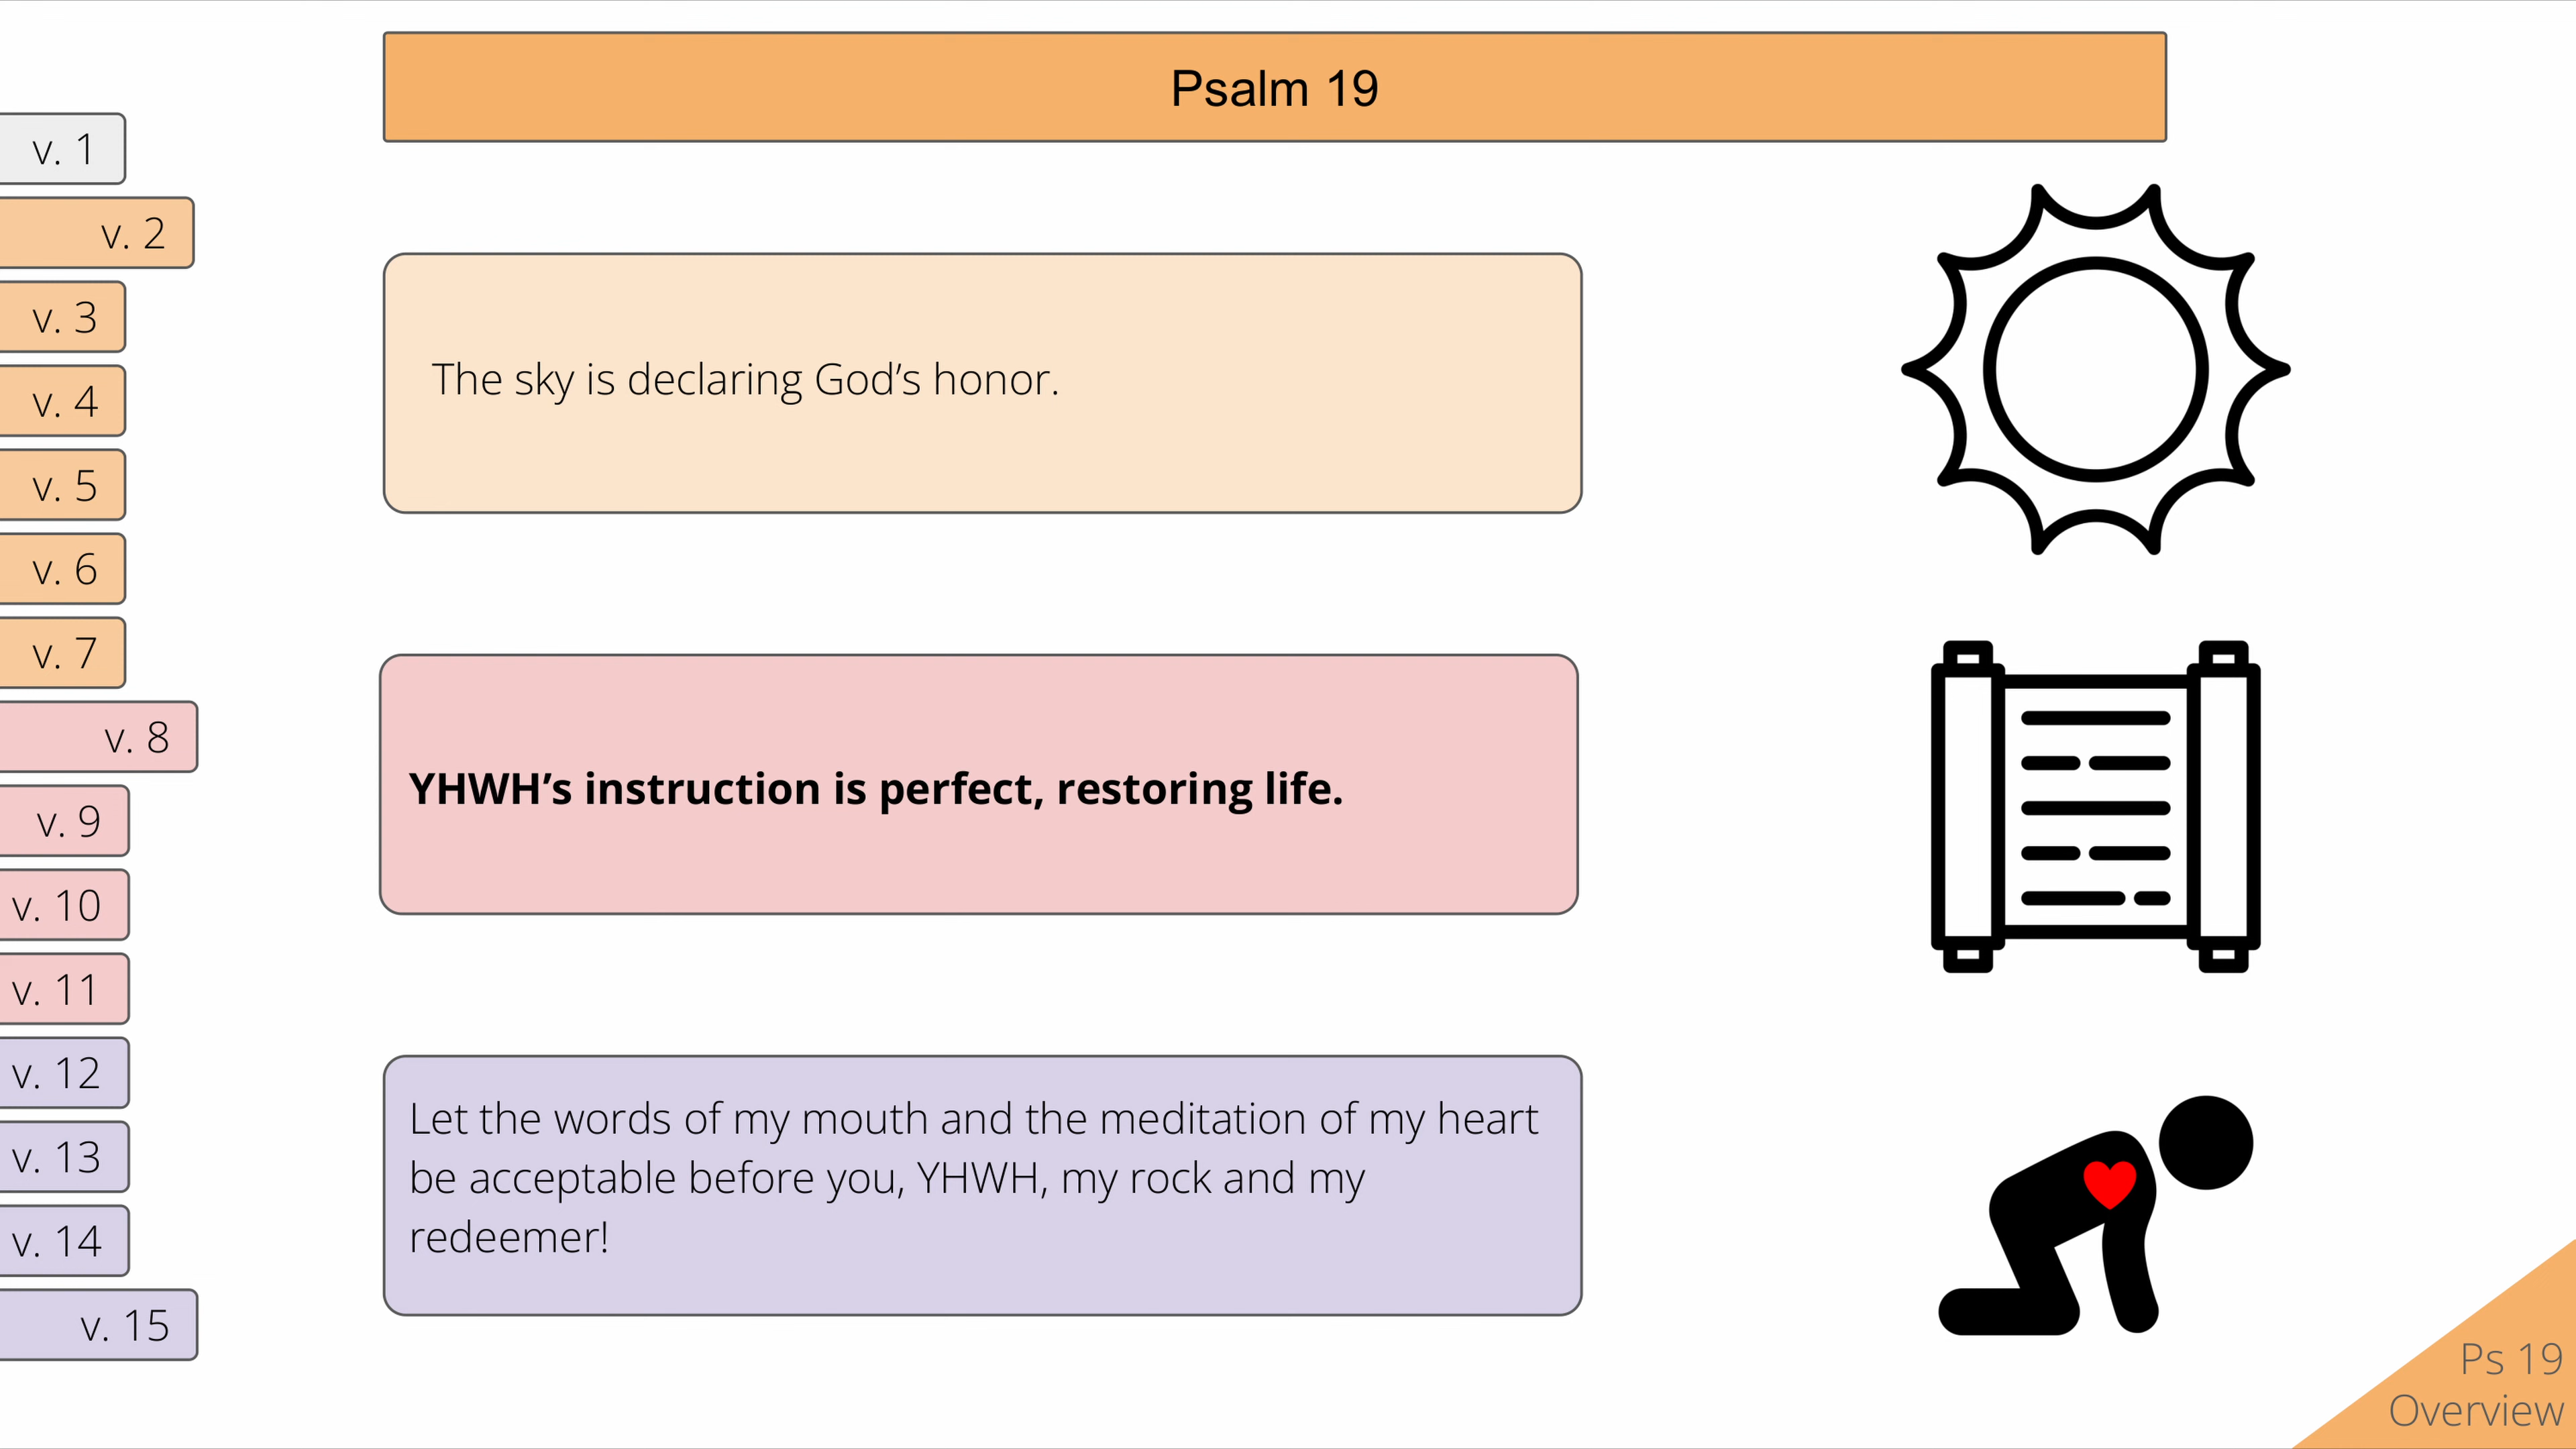 Psalm 19
v. 1
v. 2
v. 3
v. 4
v. 5
v. 6
v. 7
v. 8
v. 9
v. 10
v. 11
v. 12
v. 13
v. 14
v. 15
The sky is declaring God’s honor.
YHWH’s instruction is perfect, restoring life.
Let the words of my mouth and the meditation of my heart
be acceptable before you, YHWH, my rock and my
redeemer!
Ps 19
Overview